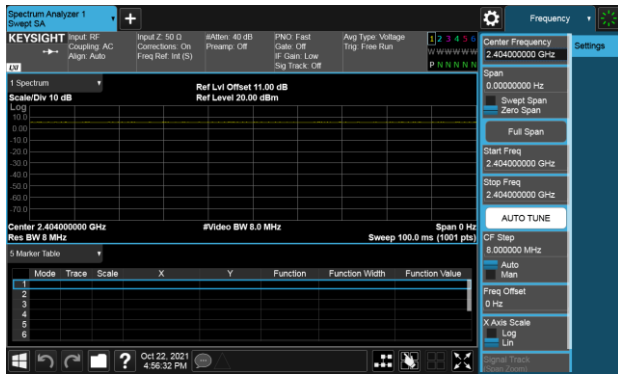 Spectrum Analyzer 1
Swept SA
+
Frequency
KEYSIGHT
Input: RF
Coupling: AC
Align: Auto
Input Z: 50 Ω
Corrections: On
Freq Ref: Int (S)
#Atten: 40 dB
Preamp: Off
PNO: Fast
Gate: Off
IF Gain: Low
Sig Track: Off
Avg Type: Voltage
Trig: Free Run
1 2 3 4 5 6
W W W W W W
P N N N N N
LXI
Center Frequency
2.404000000 GHz
Settings
Span
0.00000000 Hz
Swept Span
Zero Span
Full Span
Start Freq
2.404000000 GHz
Stop Freq
2.404000000 GHz
AUTO TUNE
CF Step
8.000000 MHz
Auto
Man
Freq Offset
0 Hz
X Axis Scale
Log
Lin
Signal Track
(Span Zoom)
1 Spectrum
Scale/Div 10 dB
Ref Lvl Offset 11.00 dB
Ref Level 20.00 dBm
Log
10.0
0.00
-10.0
-20.0
-30.0
-40.0
-50.0
-60.0
-70.0
Center 2.404000000 GHz
Res BW 8 MHz
#Video BW 8.0 MHz
Span 0 Hz
Sweep 100.0 ms (1001 pts)
5 Marker Table
Mode Trace Scale X Y Function Function Width Function Value
1
2
3
4
5
6
?
Oct 22, 2021
4:56:32 PM